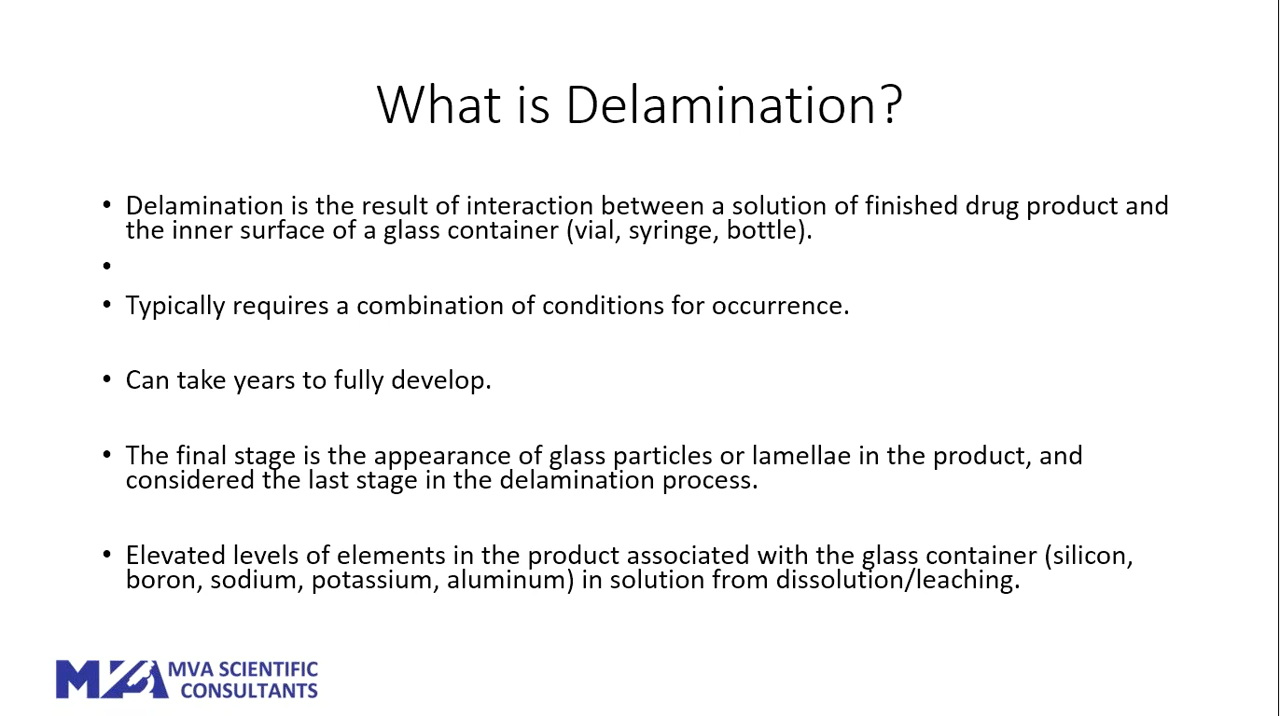 What is Delamination?
• Delamination is the result of interaction between a solution of finished drug product and
the inner surface of a glass container (vial, syringe, bottle).
•
• Typically requires a combination of conditions for occurrence.
• Can take years to fully develop.
• The final stage is the appearance of glass particles or lamellae in the product, and
considered the last stage in the delamination process.
• Elevated levels of elements in the product associated with the glass container (silicon,
boron, sodium, potassium, aluminum) in solution from dissolution/leaching.
MVA MVA SCIENTIFIC
CONSULTANTS